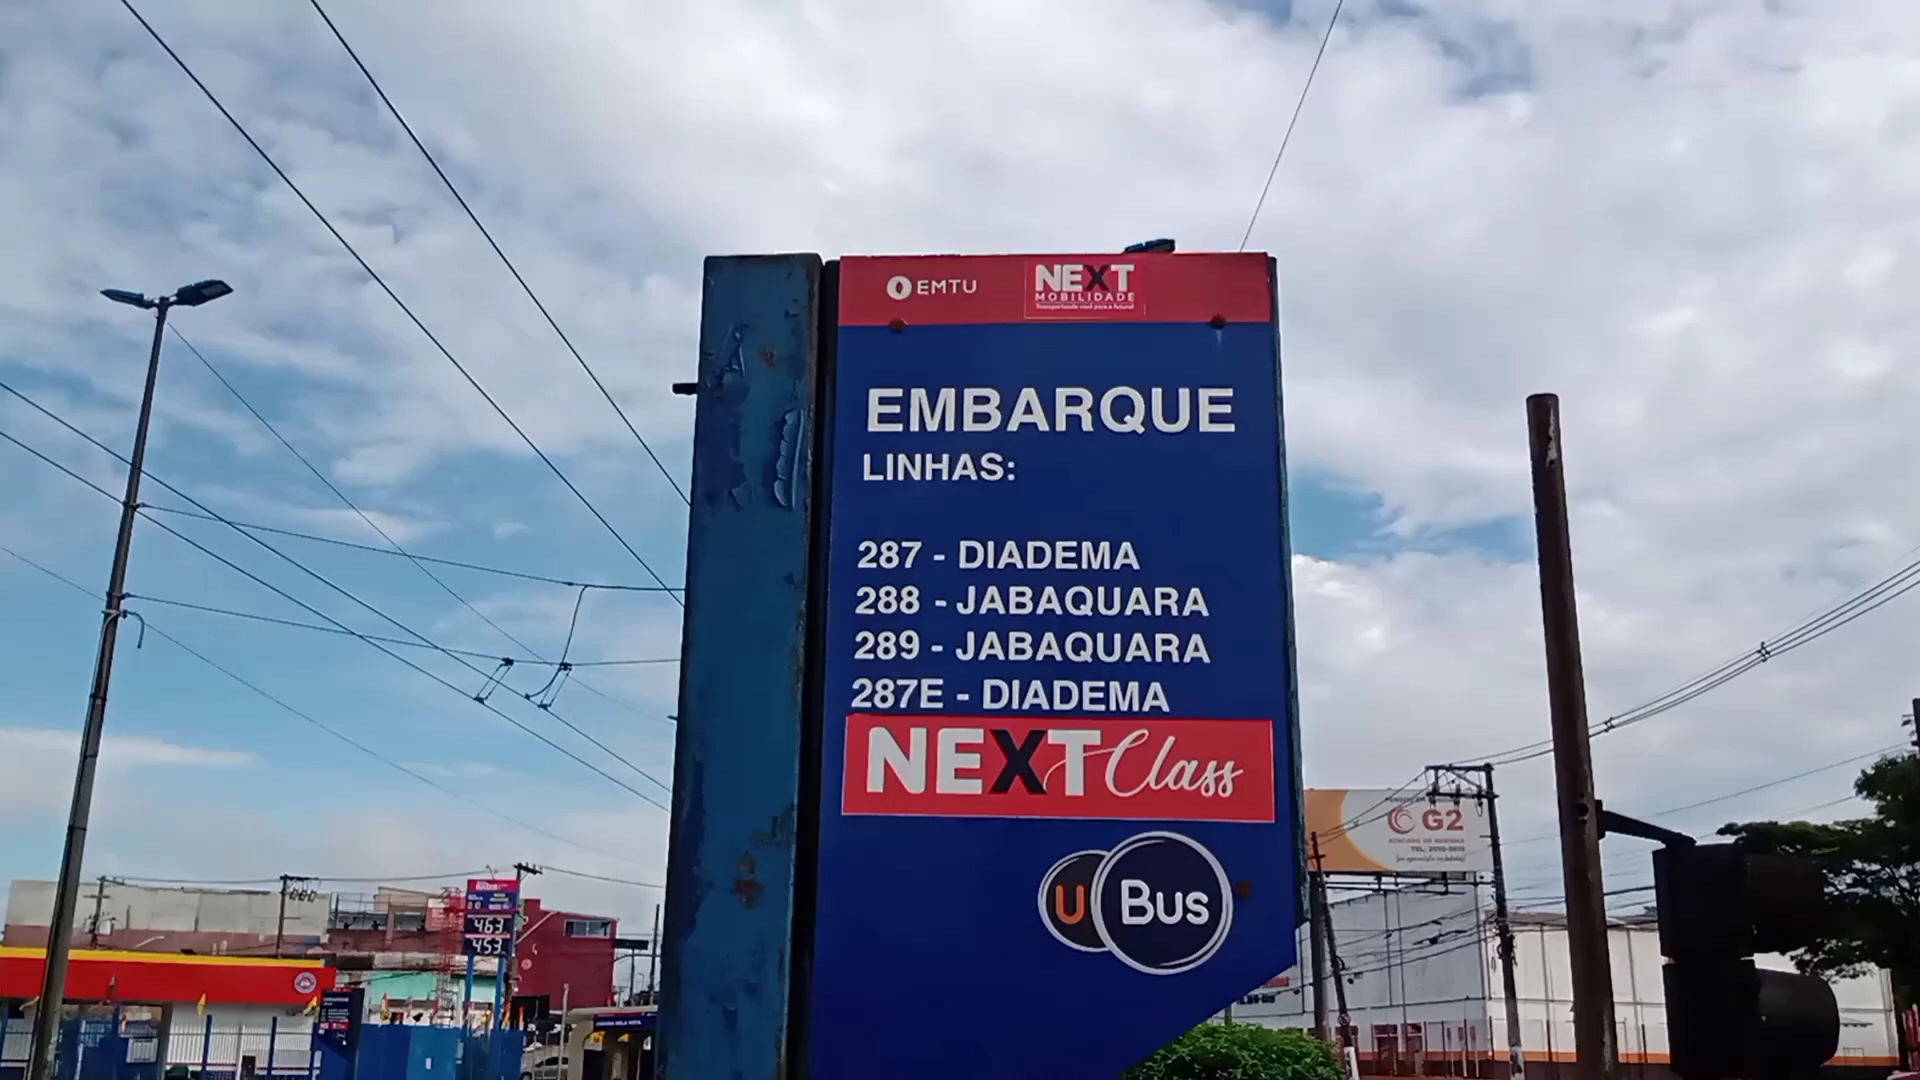 EMTU
NEXT
MOBILIDADE
EMBARQUE
LINHAS:
287 - DIADEMA
288 - JABAQUARA
289 - JABAQUARA
287E - DIADEMA
NEXT Class
U Bus
G2
TEL:
463
453